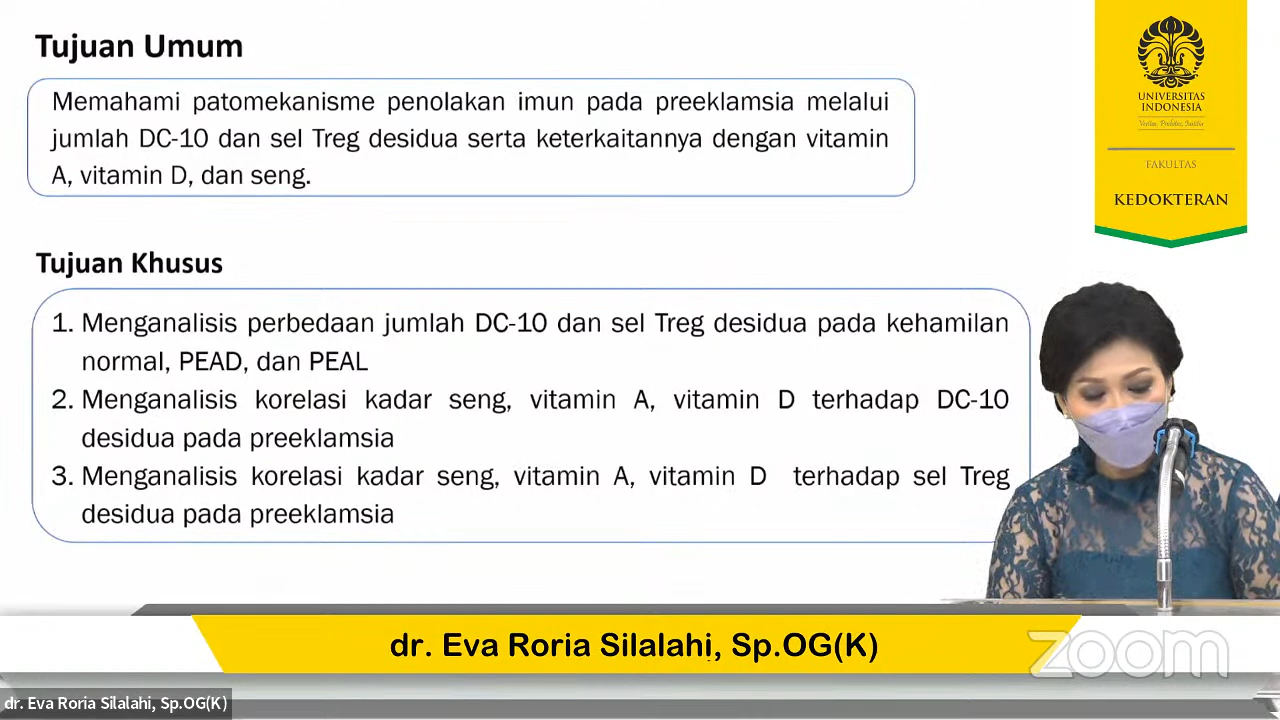 Tujuan Umum
Memahami patomekanisme penolakan imun pada preeklamsia melalui
jumlah DC-10 dan sel Treg desidua serta keterkaitannya dengan vitamin
A, vitamin D, dan seng.
Tujuan Khusus
1. Menganalisis perbedaan jumlah DC-10 dan sel Treg desidua pada kehamilan
normal, PEAD, dan PEAL
2. Menganalisis korelasi kadar seng, vitamin A, vitamin D terhadap DC-10
desidua pada preeklamsia
3. Menganalisis korelasi kadar seng, vitamin A, vitamin D terhadap sel Treg
desidua pada preeklamsia
UNIVERSITAS
INDONESIA
Veritas, Probitas, Iustitia
FAKULTAS
KEDOKTERAN
dr. Eva Roria Silalahi, Sp.OG(K)
zoom
dr. Eva Roria Silalahi, Sp.OG(K)